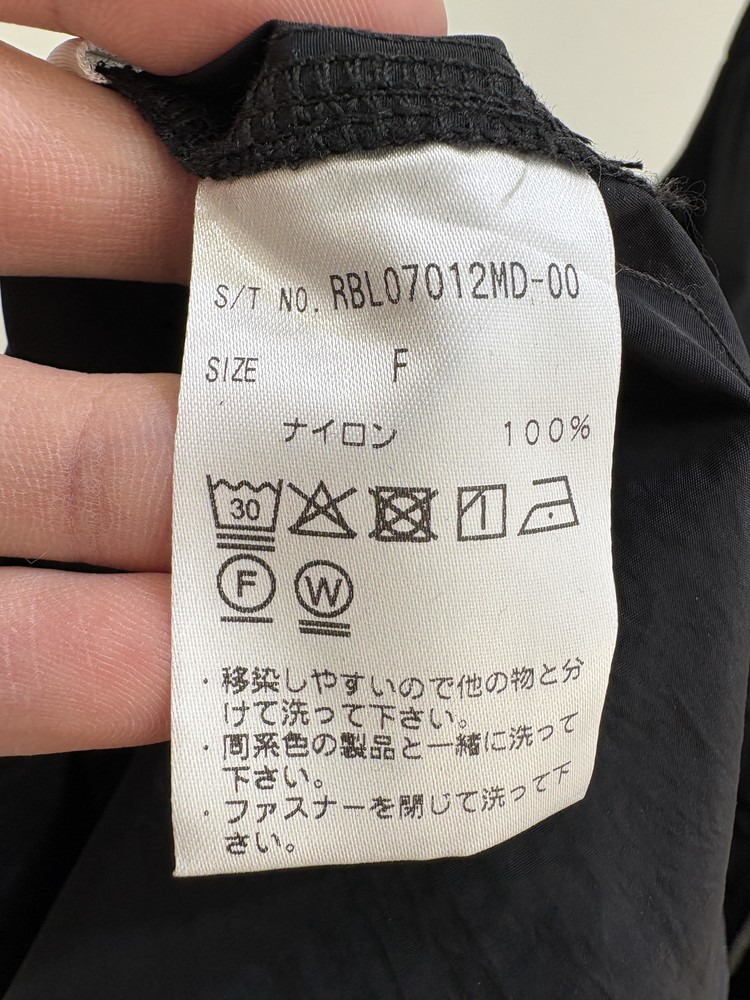 S/T NO. RBL07012MD-00
SIZE F
ナイロン 100%
30
F W
・移染しやすいので他の物と分
けて洗って下さい。
・同系色の製品と一緒に洗って
下さい。
・ファスナーを閉じて洗って下
さい。